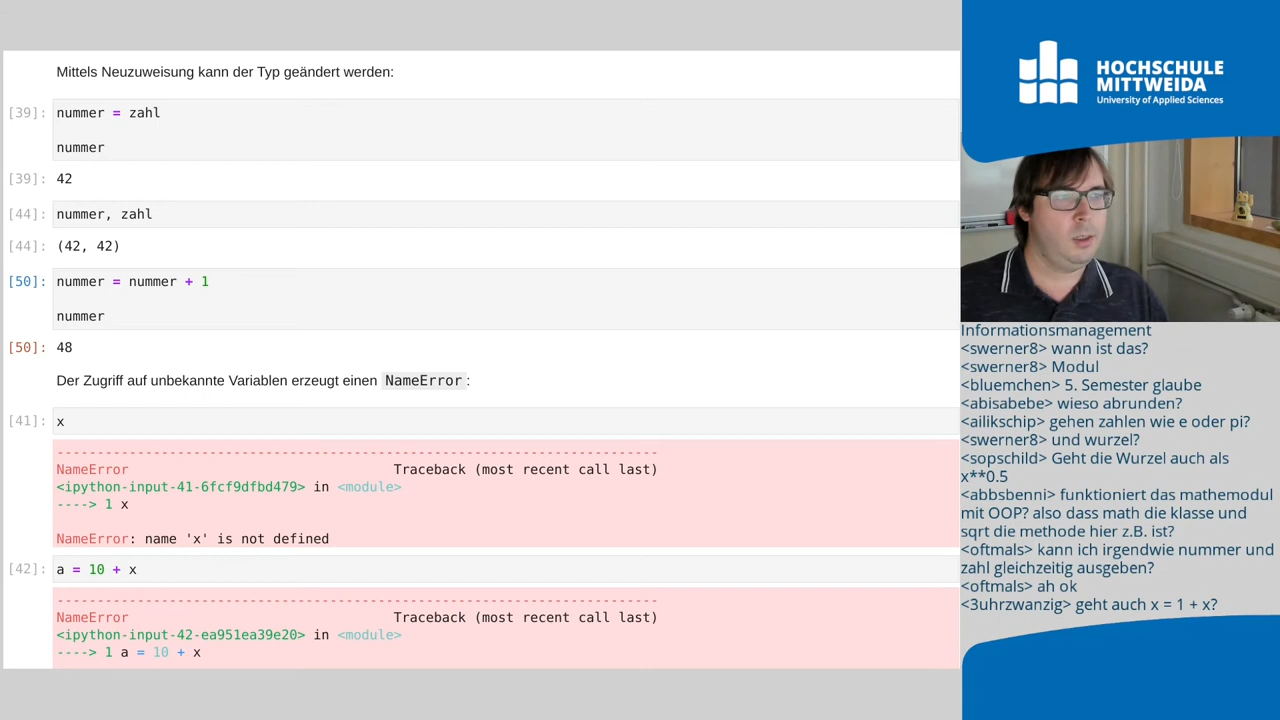 Mittels Neuzuweisung kann der Typ geändert werden:
[39]: nummer = zahl
nummer
[39]: 42
[44]: nummer, zahl
[44]: (42, 42)
[50]: nummer = nummer + 1
nummer
[50]: 48
Der Zugriff auf unbekannte Variablen erzeugt einen NameError:
[41]: x
---------------------------------------------------------------------------
NameError Traceback (most recent call last)
<ipython-input-41-6fcf9dfbd479> in <module>
----> 1 x
NameError: name 'x' is not defined
[42]: a = 10 + x
---------------------------------------------------------------------------
NameError Traceback (most recent call last)
<ipython-input-42-ea951ea39e20> in <module>
----> 1 a = 10 + x
HOCHSCHULE
MITTWEIDA
University of Applied Sciences
Informationsmanagement
<swerner8> wann ist das?
<swerner8> Modul
<bluemchen> 5. Semester glaube
<abisabebe> wieso abrunden?
<ailikschip> gehen zahlen wie e oder pi?
<swerner8> und wurzel?
<sopschild> Geht die Wurzel auch als
x**0.5
<abbsbenni> funktioniert das mathemodul
mit OOP? also dass math die klasse und
sqrt die methode hier z.B. ist?
<oftmals> kann ich irgendwie nummer und
zahl gleichzeitig ausgeben?
<oftmals> ah ok
<3uhrzwanzig> geht auch x = 1 + x?